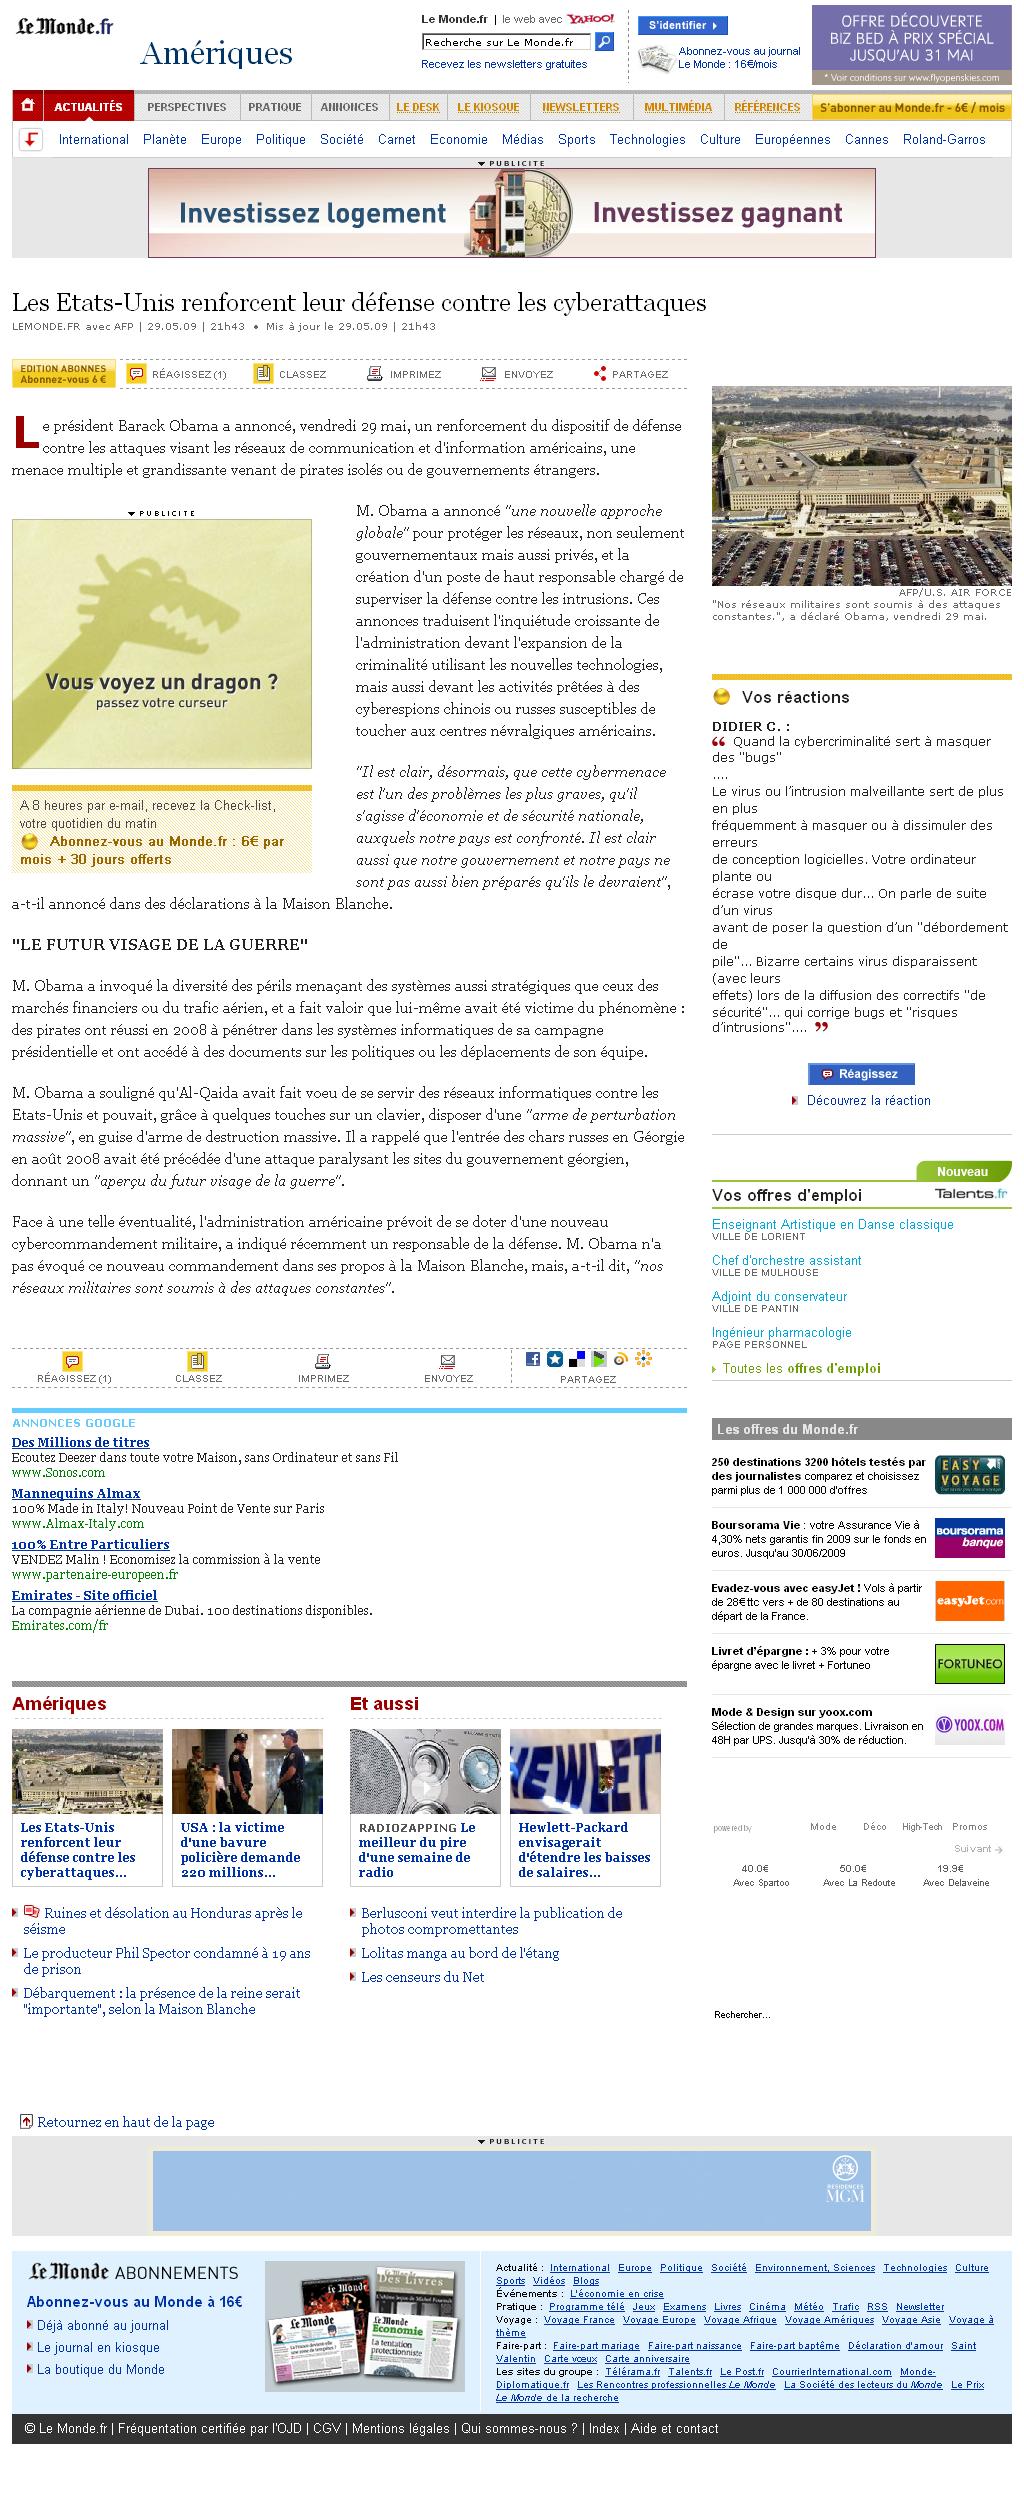 Le Monde.fr
Amériques
Le Monde.fr | le web avec YAHOO!
Recherche sur Le Monde.fr
Recevez les newsletters gratuites
S'identifier
Abonnez-vous au journal
Le Monde : 16€/mois
OFFRE DÉCOUVERTE
BIZ BED À PRIX SPÉCIAL
JUSQU'AU 31 MAI
* Voir conditions sur www.flyopenskies.com
ACTUALITÉS PERSPECTIVES PRATIQUE ANNONCES LE DESK LE KIOSQUE NEWSLETTERS MULTIMÉDIA RÉFÉRENCES S'abonner au Monde.fr - 6€ / mois
International Planète Europe Politique Société Carnet Economie Médias Sports Technologies Culture Européennes Cannes Roland-Garros
PUBLICITE
Investissez logement Investissez gagnant
Les Etats-Unis renforcent leur défense contre les cyberattaques
LEMONDE.FR avec AFP | 29.05.09 | 21h43 • Mis à jour le 29.05.09 | 21h43
EDITION ABONNES
Abonnez-vous 6 €
RÉAGISSEZ (1) CLASSEZ IMPRIMEZ ENVOYEZ PARTAGEZ
Le président Barack Obama a annoncé, vendredi 29 mai, un renforcement du dispositif de défense
contre les attaques visant les réseaux de communication et d'information américains, une
menace multiple et grandissante venant de pirates isolés ou de gouvernements étrangers.
PUBLICITE
Vous voyez un dragon ?
passez votre curseur
A 8 heures par e-mail, recevez la Check-list,
votre quotidien du matin
Abonnez-vous au Monde.fr : 6€ par
mois + 30 jours offerts
M. Obama a annoncé "une nouvelle approche
globale" pour protéger les réseaux, non seulement
gouvernementaux mais aussi privés, et la
création d'un poste de haut responsable chargé de
superviser la défense contre les intrusions. Ces
annonces traduisent l'inquiétude croissante de
l'administration devant l'expansion de la
criminalité utilisant les nouvelles technologies,
mais aussi devant les activités prêtées à des
cyberespions chinois ou russes susceptibles de
toucher aux centres névralgiques américains.
"Il est clair, désormais, que cette cybermenace
est l'un des problèmes les plus graves, qu'il
s'agisse d'économie et de sécurité nationale,
auxquels notre pays est confronté. Il est clair
aussi que notre gouvernement et notre pays ne
sont pas aussi bien préparés qu'ils le devraient",
a-t-il annoncé dans des déclarations à la Maison Blanche.
"LE FUTUR VISAGE DE LA GUERRE"
M. Obama a invoqué la diversité des périls menaçant des systèmes aussi stratégiques que ceux des
marchés financiers ou du trafic aérien, et a fait valoir que lui-même avait été victime du phénomène :
des pirates ont réussi en 2008 à pénétrer dans les systèmes informatiques de sa campagne
présidentielle et ont accédé à des documents sur les politiques ou les déplacements de son équipe.
M. Obama a souligné qu'Al-Qaida avait fait voeu de se servir des réseaux informatiques contre les
Etats-Unis et pouvait, grâce à quelques touches sur un clavier, disposer d'une "arme de perturbation
massive", en guise d'arme de destruction massive. Il a rappelé que l'entrée des chars russes en Géorgie
en août 2008 avait été précédée d'une attaque paralysant les sites du gouvernement géorgien,
donnant un "aperçu du futur visage de la guerre".
Face à une telle éventualité, l'administration américaine prévoit de se doter d'une nouveau
cybercommandement militaire, a indiqué récemment un responsable de la défense. M. Obama n'a
pas évoqué ce nouveau commandement dans ses propos à la Maison Blanche, mais, a-t-il dit, "nos
réseaux militaires sont soumis à des attaques constantes".
RÉAGISSEZ (1) CLASSEZ IMPRIMEZ ENVOYEZ PARTAGEZ
ANNONCES GOOGLE
Des Millions de titres
Ecoutez Deezer dans toute votre Maison, sans Ordinateur et sans Fil
www.Sonos.com
Mannequins Almax
100% Made in Italy! Nouveau Point de Vente sur Paris
www.Almax-Italy.com
100% Entre Particuliers
VENDEZ Malin ! Economisez la commission à la vente
www.partenaire-europeen.fr
Emirates - Site officiel
La compagnie aérienne de Dubai. 100 destinations disponibles.
Emirates.com/fr
AFP/U.S. AIR FORCE
"Nos réseaux militaires sont soumis à des attaques
constantes.", a déclaré Obama, vendredi 29 mai.
Vos réactions
DIDIER C. :
“ Quand la cybercriminalité sert à masquer
des "bugs"
....
Le virus ou l'intrusion malveillante sert de plus
en plus
fréquemment à masquer ou à dissimuler des
erreurs
de conception logicielles. Votre ordinateur
plante ou
écrase votre disque dur... On parle de suite
d'un virus
avant de poser la question d'un "débordement
de
pile"... Bizarre certains virus disparaissent
(avec leurs
effets) lors de la diffusion des correctifs "de
sécurité"... qui corrige bugs et "risques
d'intrusions".... ”
Réagissez
Découvrez la réaction
Nouveau
Vos offres d'emploi Talents.fr
Enseignant Artistique en Danse classique
VILLE DE LORIENT
Chef d'orchestre assistant
VILLE DE MULHOUSE
Adjoint du conservateur
VILLE DE PANTIN
Ingénieur pharmacologie
PAGE PERSONNEL
Toutes les offres d'emploi
Les offres du Monde.fr
250 destinations 3200 hôtels testés par
des journalistes comparez et choisissez
parmi plus de 1 000 000 d'offres
EASY
VOYAGE
Boursorama Vie : votre Assurance Vie à
4,30% nets garantis fin 2009 sur le fonds en
euros. Jusqu'au 30/06/2009
BOURSORAMA
banque
Evadez-vous avec easyJet ! Vols à partir
de 28€ttc vers + de 80 destinations au
départ de la France.
easyJet.com
Livret d'épargne : + 3% pour votre
épargne avec le livret + Fortuneo
FORTUNEO
Mode & Design sur yoox.com
Sélection de grandes marques. Livraison en
48H par UPS. Jusqu'à 30% de réduction.
YOOX.COM
powered by Mode Déco High-Tech Promos
Suivant
40.0€ 50.0€ 19.9€
Avec Spartoo Avec La Redoute Avec Delaveine
Rechercher...
Amériques
Les Etats-Unis
renforcent leur
défense contre les
cyberattaques...
USA : la victime
d'une bavure
policière demande
220 millions...
Ruines et désolation au Honduras après le
séisme
Le producteur Phil Spector condamné à 19 ans
de prison
Débarquement : la présence de la reine serait
"importante", selon la Maison Blanche
Et aussi
HEWLETT
RADIOZAPPING Le
meilleur du pire
d'une semaine de
radio
Hewlett-Packard
envisagerait
d'étendre les baisses
de salaires...
Berlusconi veut interdire la publication de
photos compromettantes
Lolitas manga au bord de l'étang
Les censeurs du Net
Retournez en haut de la page
PUBLICITE
RESIDENCES
MGM
Le Monde ABONNEMENTS
Abonnez-vous au Monde à 16€
Déjà abonné au journal
Le journal en kiosque
La boutique du Monde
Actualité : International Europe Politique Société Environnement, Sciences Technologies Culture
Sports Vidéos Blogs
Événements : L'économie en crise
Pratique : Programme télé Jeux Examens Livres Cinéma Météo Trafic RSS Newsletter
Voyage : Voyage France Voyage Europe Voyage Afrique Voyage Amériques Voyage Asie Voyage à
thème
Faire-part : Faire-part mariage Faire-part naissance Faire-part baptême Déclaration d'amour Saint
Valentin Carte vœux Carte anniversaire
Les sites du groupe : Télérama.fr Talents.fr Le Post.fr CourrierInternational.com Monde-
Diplomatique.fr Les Rencontres professionnelles Le Monde La Société des lecteurs du Monde Le Prix
Le Monde de la recherche
© Le Monde.fr | Fréquentation certifiée par l'OJD | CGV | Mentions légales | Qui sommes-nous ? | Index | Aide et contact